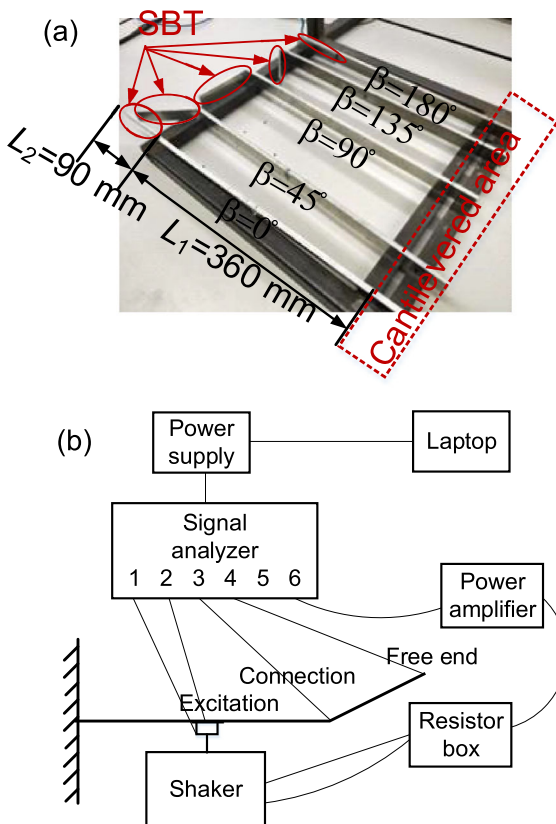 (a)
SBT
β=180°
β=135°
β=90°
β=45°
β=0°
L₂=90 mm
L₁=360 mm
Cantilevered area
(b)
Power
supply
Laptop
Signal
analyzer
1 2 3 4 5 6
Power
amplifier
Free end
Connection
Excitation
Resistor
box
Shaker